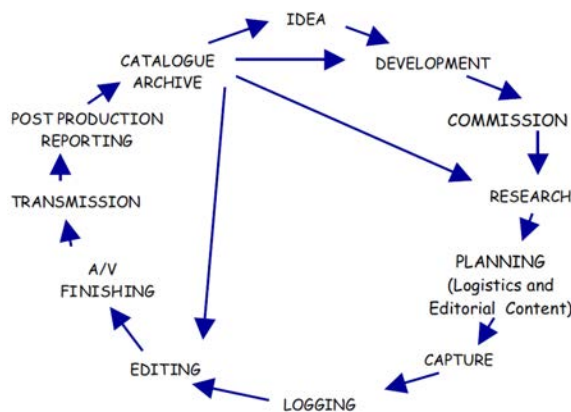 IDEA
DEVELOPMENT
COMMISSION
RESEARCH
PLANNING
(Logistics and
Editorial Content)
CAPTURE
LOGGING
EDITING
A/V
FINISHING
TRANSMISSION
POST PRODUCTION
REPORTING
CATALOGUE
ARCHIVE